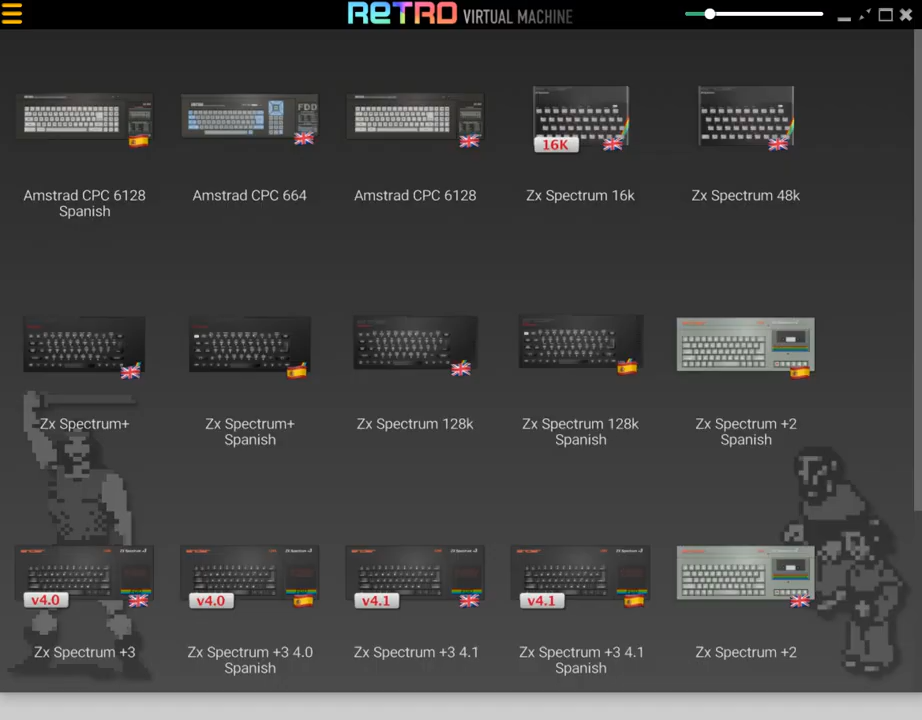 RETRO VIRTUAL MACHINE
FDD
16K
Amstrad CPC 6128
Spanish
Amstrad CPC 664
Amstrad CPC 6128
Zx Spectrum 16k
Zx Spectrum 48k
Zx Spectrum+
Zx Spectrum+
Spanish
Zx Spectrum 128k
Zx Spectrum 128k
Spanish
Zx Spectrum +2
Spanish
v4.0
v4.0
v4.1
v4.1
Zx Spectrum +3
Zx Spectrum +3 4.0
Spanish
Zx Spectrum +3 4.1
Zx Spectrum +3 4.1
Spanish
Zx Spectrum +2